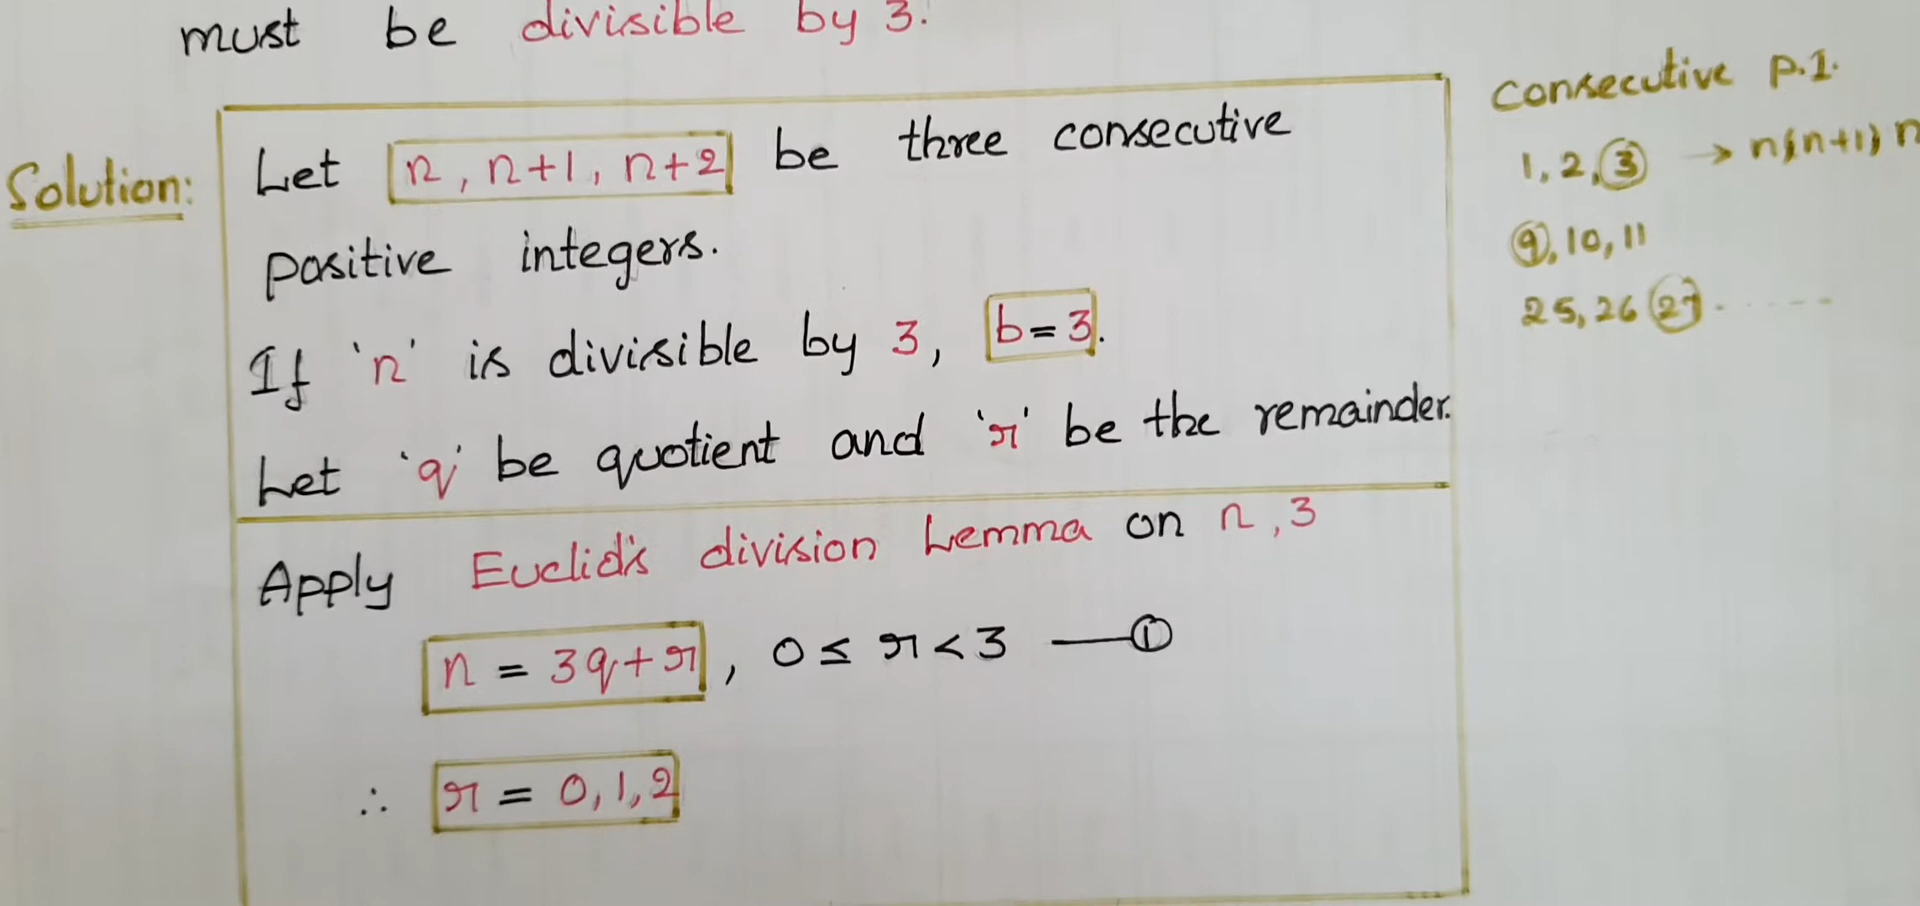 must be divisible by 3.
Solution:
Let n, n+1, n+2 be three consecutive
positive integers.
If 'n' is divisible by 3, b=3.
Let 'q' be quotient and 'r' be the remainder.
Apply Euclid's division Lemma on n, 3
n = 3q+r, 0 ≤ r < 3 —①
∴ r = 0, 1, 2
consecutive p.I.
1, 2, ③ → n, n+1, n
⑨, 10, 11
25, 26 ㉗ . . . . . .